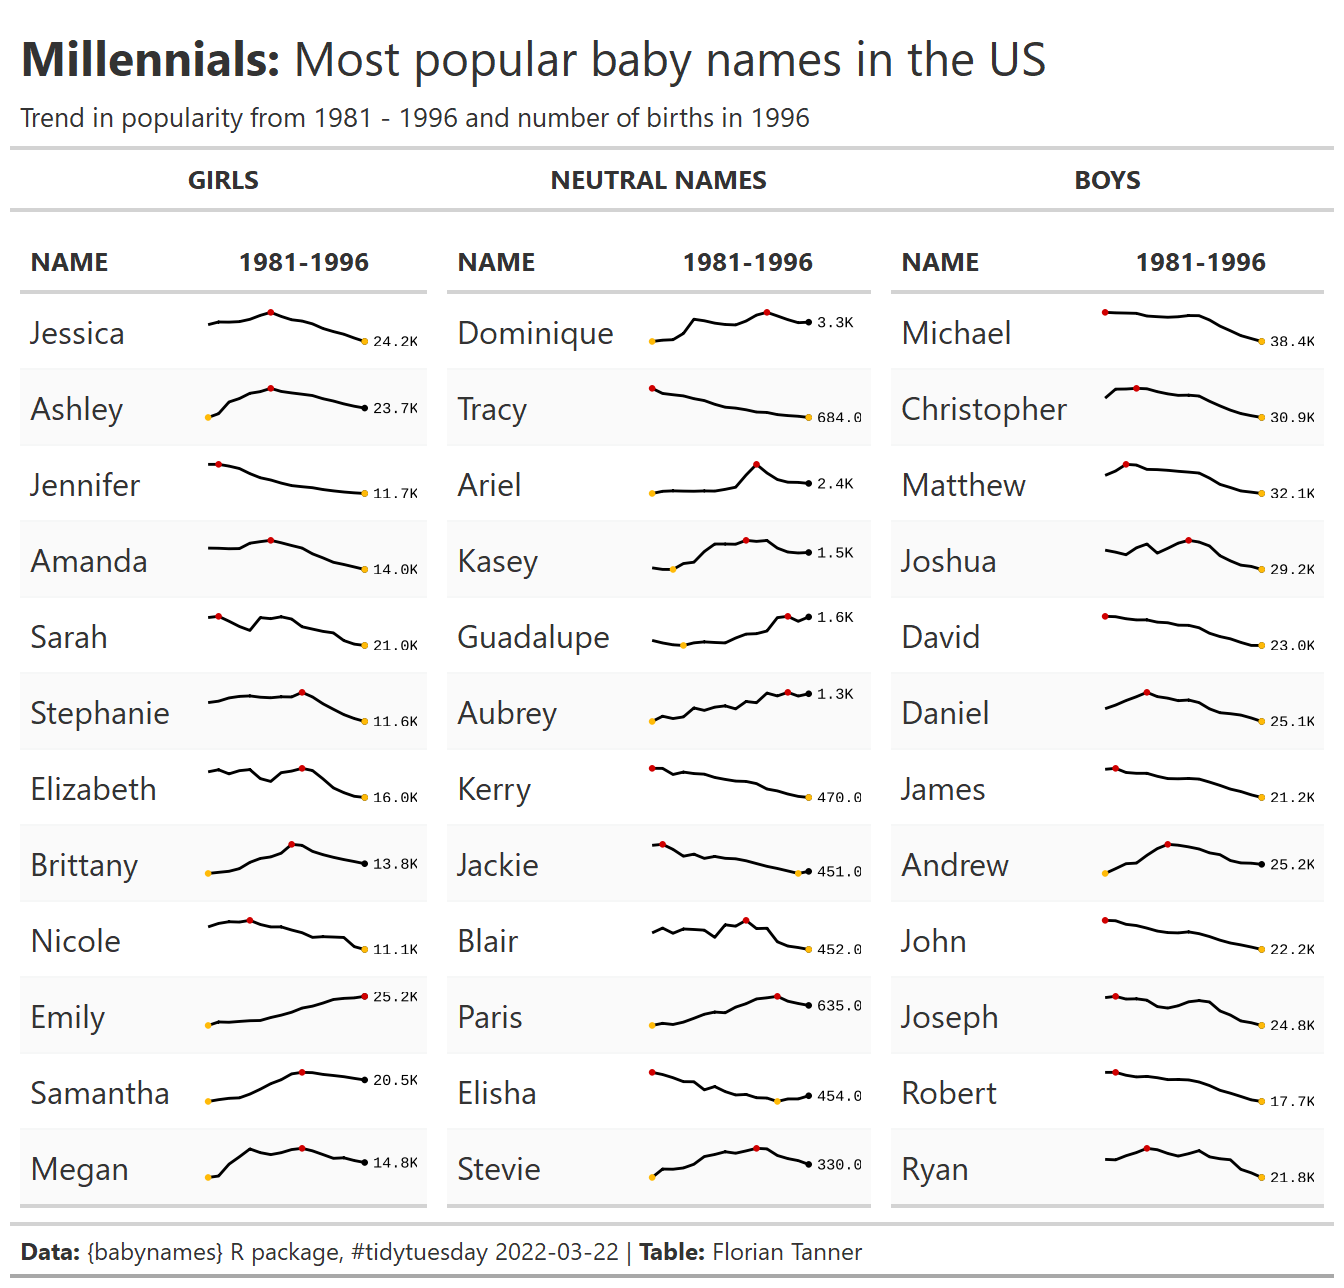 Millennials: Most popular baby names in the US
Trend in popularity from 1981 - 1996 and number of births in 1996
GIRLS NEUTRAL NAMES BOYS
NAME 1981-1996 NAME 1981-1996 NAME 1981-1996
Jessica 24.2K Dominique 3.3K Michael 38.4K
Ashley 23.7K Tracy 684.0 Christopher 30.9K
Jennifer 11.7K Ariel 2.4K Matthew 32.1K
Amanda 14.0K Kasey 1.5K Joshua 29.2K
Sarah 21.0K Guadalupe 1.6K David 23.0K
Stephanie 11.6K Aubrey 1.3K Daniel 25.1K
Elizabeth 16.0K Kerry 470.0 James 21.2K
Brittany 13.8K Jackie 451.0 Andrew 25.2K
Nicole 11.1K Blair 452.0 John 22.2K
Emily 25.2K Paris 635.0 Joseph 24.8K
Samantha 20.5K Elisha 454.0 Robert 17.7K
Megan 14.8K Stevie 330.0 Ryan 21.8K
Data: {babynames} R package, #tidytuesday 2022-03-22 | Table: Florian Tanner